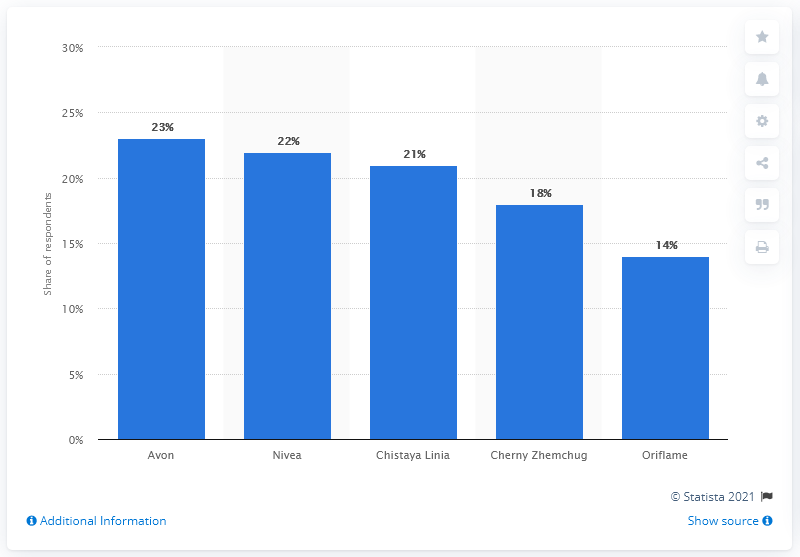 30%
25%
20%
15%
10%
5%
0%
Share of respondents
23%
22%
21%
18%
14%
Avon
Nivea
Chistaya Linia
Cherny Zhemchug
Oriflame
© Statista 2021
Additional Information
Show source